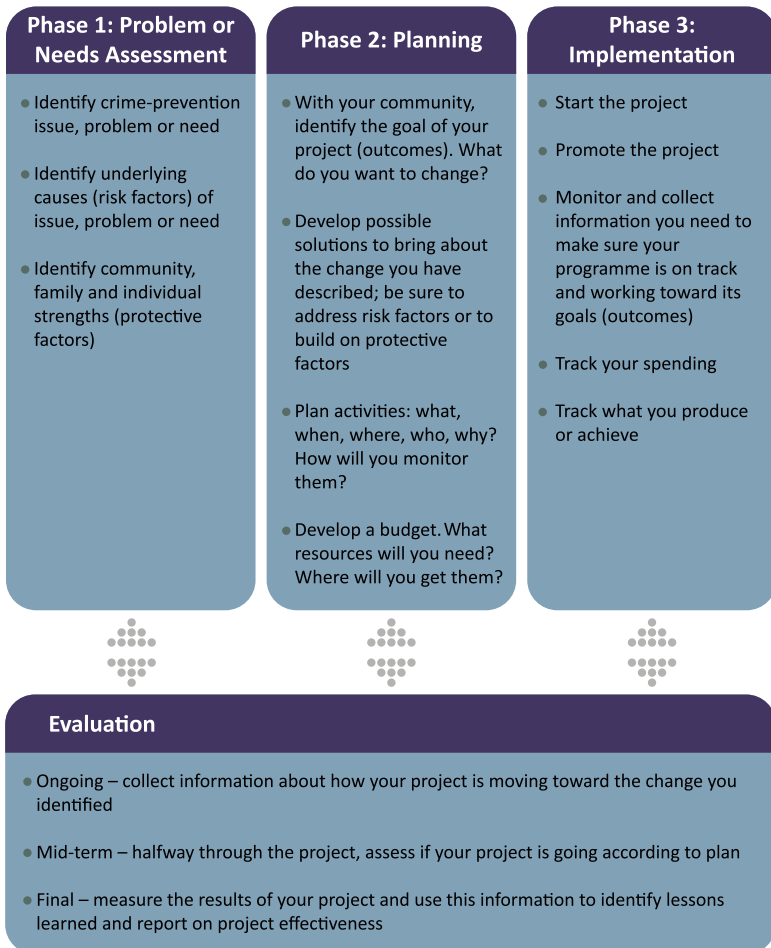 Phase 1: Problem or
Needs Assessment
● Identify crime-prevention
issue, problem or need
● Identify underlying
causes (risk factors) of
issue, problem or need
● Identify community,
family and individual
strengths (protective
factors)
Phase 2: Planning
● With your community,
identify the goal of your
project (outcomes). What
do you want to change?
● Develop possible
solutions to bring about
the change you have
described; be sure to
address risk factors or to
build on protective
factors
● Plan activities: what,
when, where, who, why?
How will you monitor
them?
● Develop a budget. What
resources will you need?
Where will you get them?
Phase 3:
Implementation
● Start the project
● Promote the project
● Monitor and collect
information you need to
make sure your
programme is on track
and working toward its
goals (outcomes)
● Track your spending
● Track what you produce
or achieve
Evaluation
● Ongoing – collect information about how your project is moving toward the change you
identified
● Mid-term – halfway through the project, assess if your project is going according to plan
● Final – measure the results of your project and use this information to identify lessons
learned and report on project effectiveness